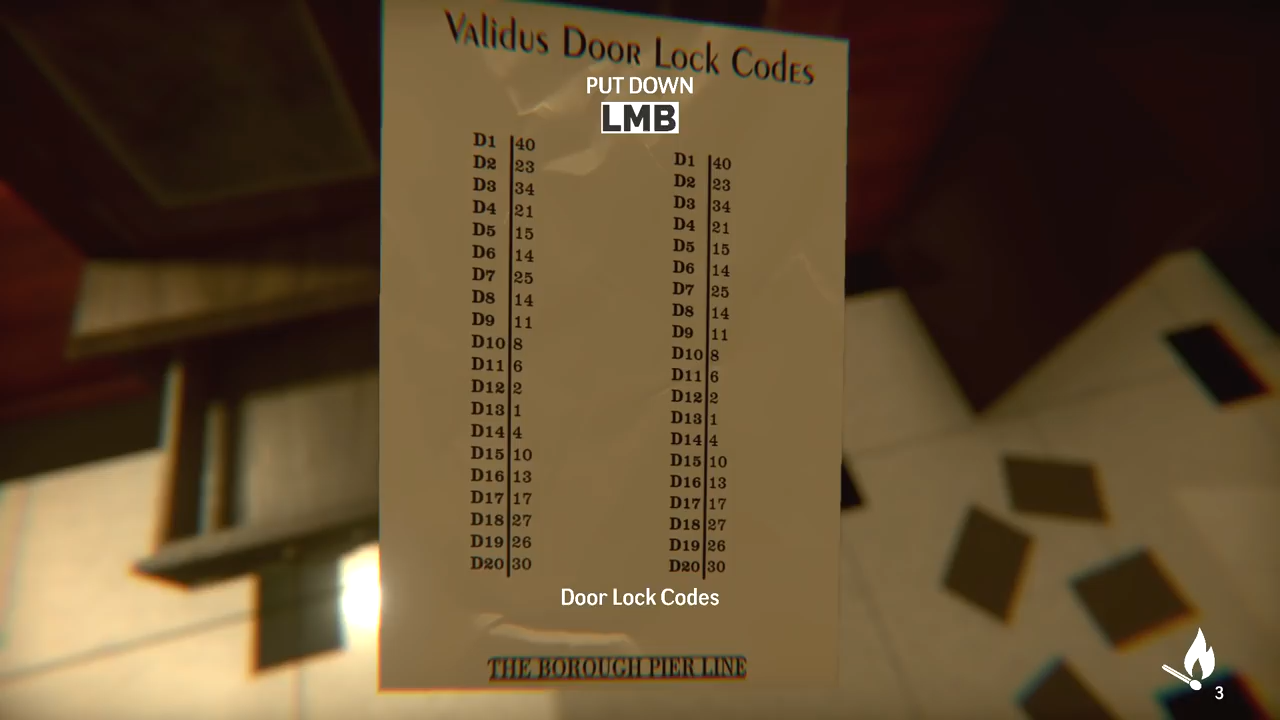 Validus Door Lock Codes
PUT DOWN
LMB
D1 40
D2 23
D3 34
D4 21
D5 15
D6 14
D7 25
D8 14
D9 11
D10 8
D11 6
D12 2
D13 1
D14 4
D15 10
D16 13
D17 17
D18 27
D19 26
D20 30
D1 40
D2 23
D3 34
D4 21
D5 15
D6 14
D7 25
D8 14
D9 11
D10 8
D11 6
D12 2
D13 1
D14 4
D15 10
D16 13
D17 17
D18 27
D19 26
D20 30
Door Lock Codes
THE BOROUGH PIER LINE
3